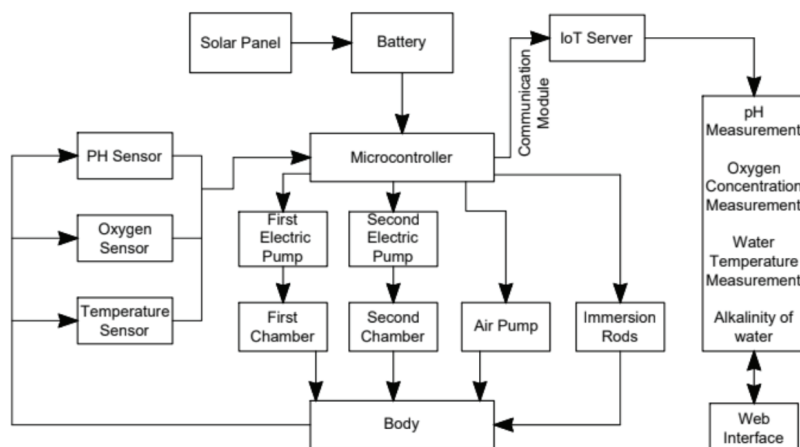 Solar Panel
Battery
IoT Server
Communication
Module
pH
Measurement
Oxygen
Concentration
Measurement
Water
Temperature
Measurement
Alkalinity of
water
PH Sensor
Microcontroller
Oxygen
Sensor
First
Electric
Pump
Second
Electric
Pump
Temperature
Sensor
First
Chamber
Second
Chamber
Air Pump
Immersion
Rods
Body
Web
Interface